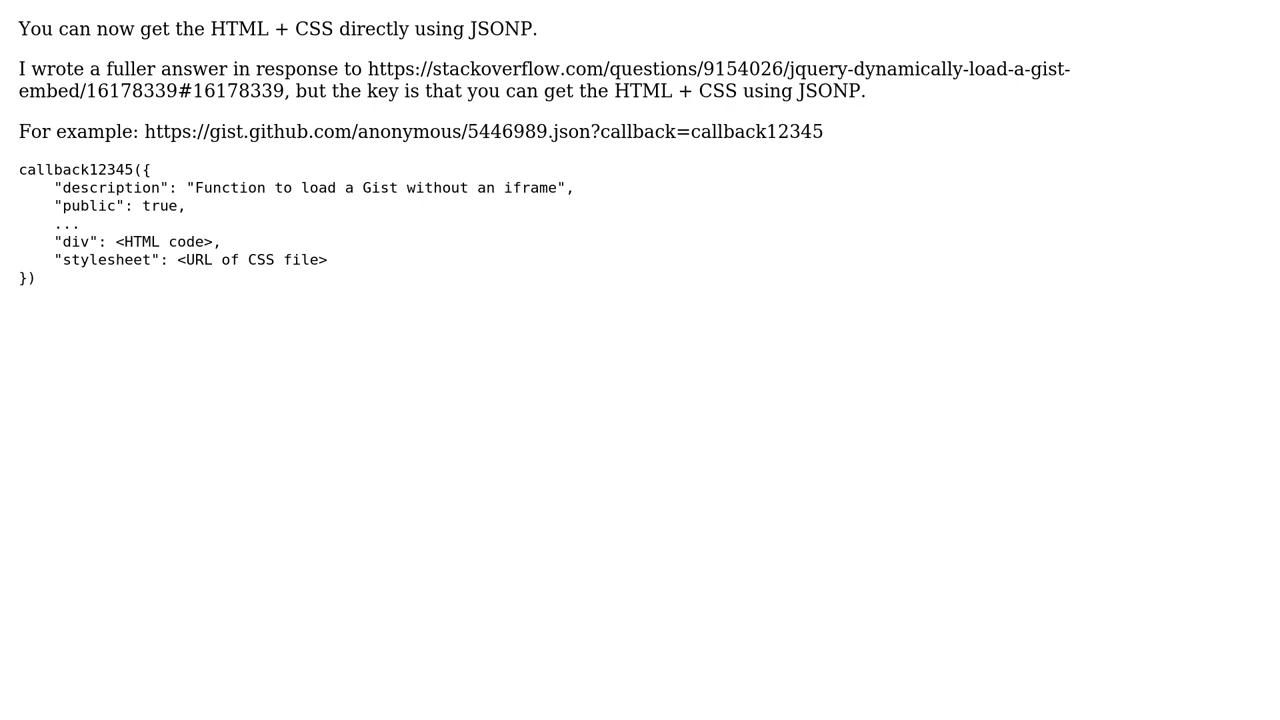 You can now get the HTML + CSS directly using JSONP.
I wrote a fuller answer in response to https://stackoverflow.com/questions/9154026/jquery-dynamically-load-a-gist-
embed/16178339#16178339, but the key is that you can get the HTML + CSS using JSONP.
For example: https://gist.github.com/anonymous/5446989.json?callback=callback12345
callback12345({
    "description": "Function to load a Gist without an iframe",
    "public": true,
    ...
    "div": <HTML code>,
    "stylesheet": <URL of CSS file>
})